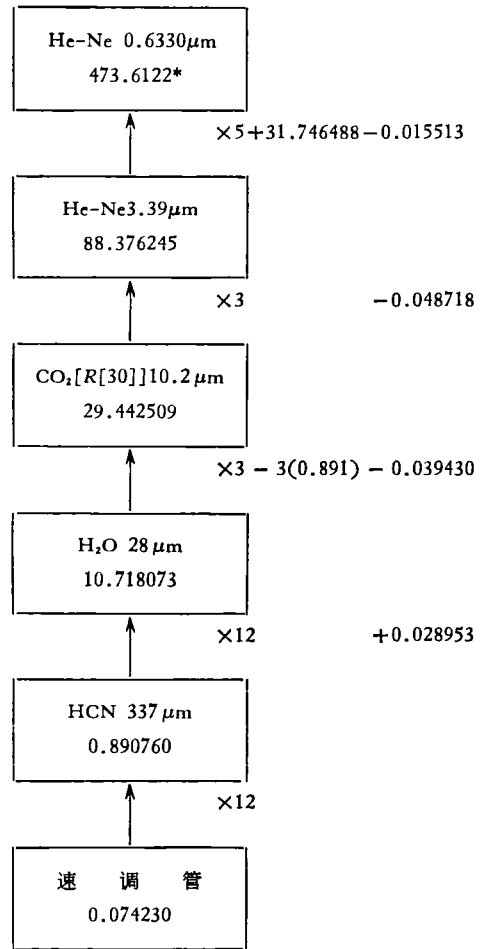 He-Ne 0.6330μm
473.6122*
×5+31.746488-0.015513
He-Ne3.39μm
88.376245
×3 -0.048718
CO₂[R[30]]10.2μm
29.442509
×3 - 3(0.891) - 0.039430
H₂O 28μm
10.718073
×12 +0.028953
HCN 337μm
0.890760
×12
速 调 管
0.074230